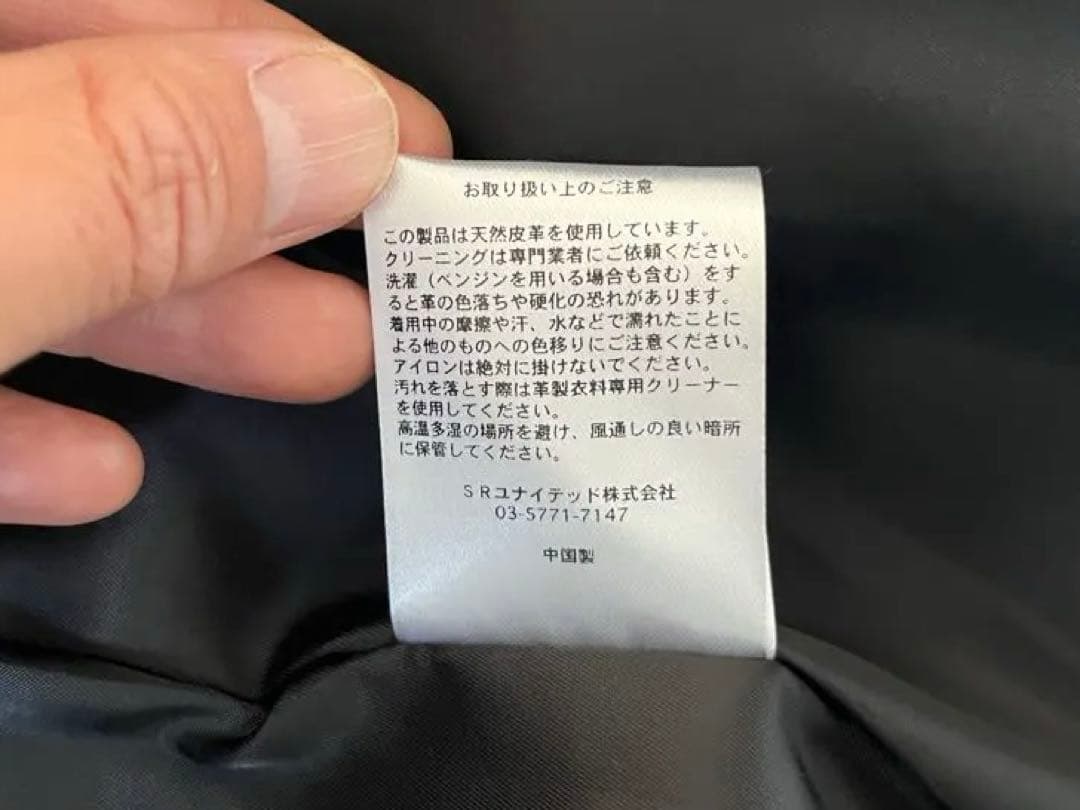 お取り扱い上のご注意
この製品は天然皮革を使用しています。
クリーニングは専門業者にご依頼ください。
洗濯（ベンジンを用いる場合も含む）をす
ると革の色落ちや硬化の恐れがあります。
着用中の摩擦や汗、水などで濡れたことに
よる他のものへの色移りにご注意ください。
アイロンは絶対に掛けないでください。
汚れを落とす際は革製衣料専用クリーナー
を使用してください。
高温多湿の場所を避け、風通しの良い暗所
に保管してください。
ＳＲユナイテッド株式会社
03-5771-7147
中国製